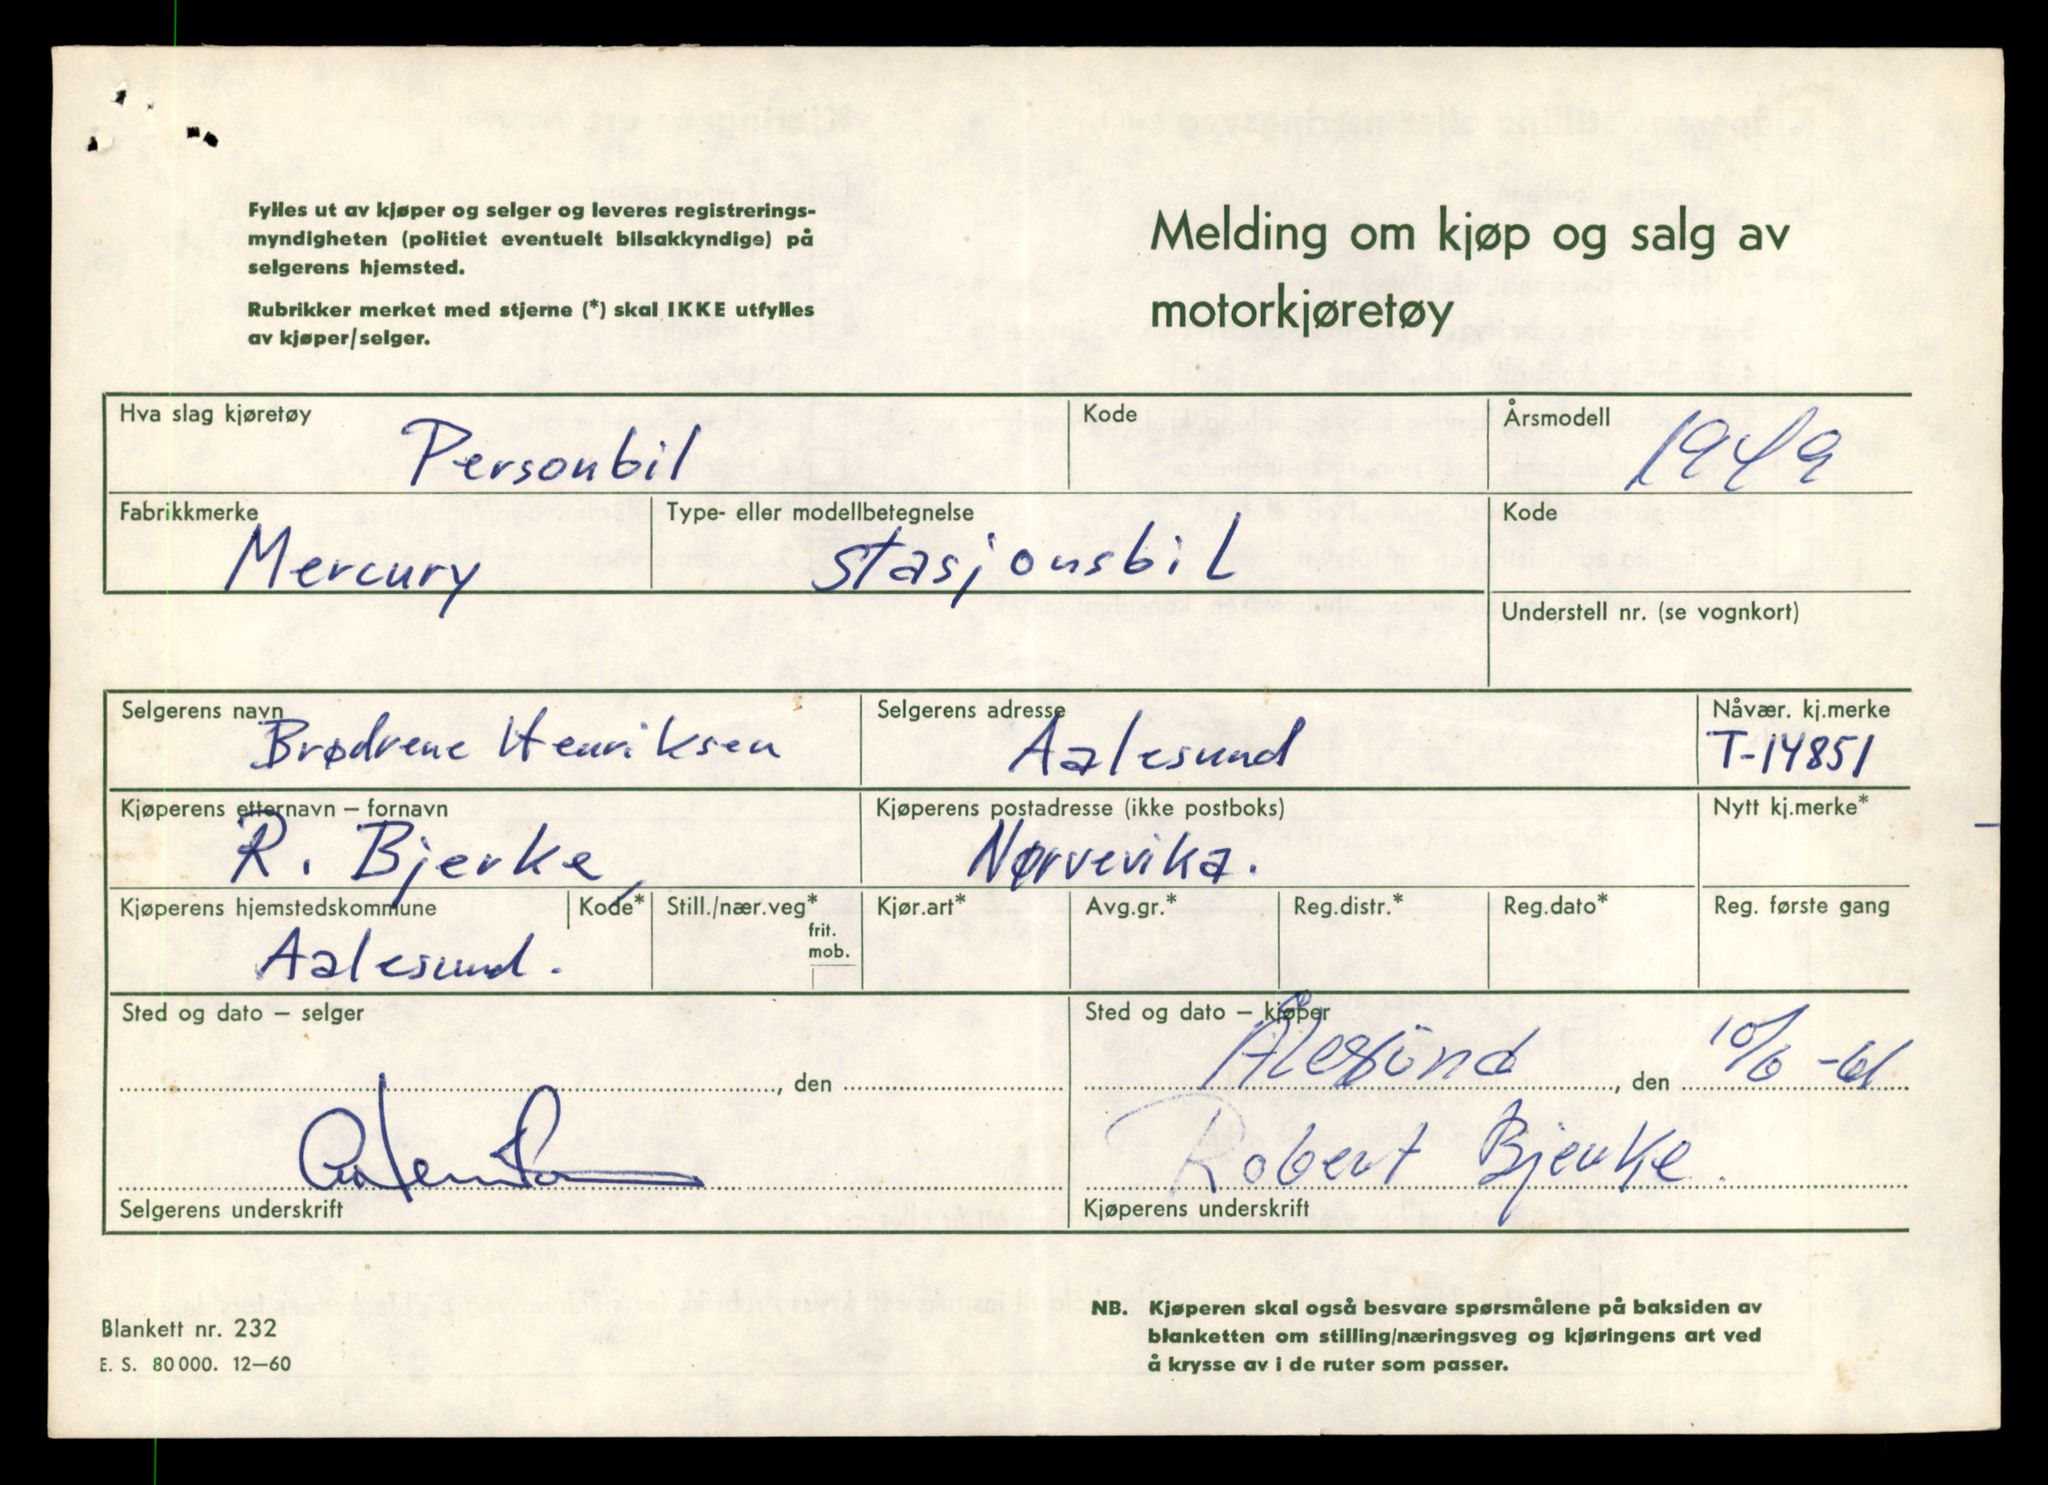 Fylles ut av kjøper og selger og leveres registrerings-
myndigheten (politiet eventuelt bilsakkyndige) på
selgerens hjemsted.
Rubrikker merket med stjerne (*) skal IKKE utfylles
av kjøper/selger.
Melding om kjøp og salg av
motorkjøretøy
Hva slag kjøretøy
Personbil
Kode
Årsmodell
1949
Fabrikkmerke
Mercury
Type- eller modellbetegnelse
stasjonsbil
Kode
Understell nr. (se vognkort)
Selgerens navn
Brødrene Henriksen
Selgerens adresse
Aalesund
Nåvær. kj.merke
T-14851
Kjøperens etternavn – fornavn
R. Bjerke,
Kjøperens postadresse (ikke postboks)
Nørvevika.
Nytt kj.merke*
Kjøperens hjemstedskommune
Aalesund.
Kode*
Still./nær.veg*
frit.
mob.
Kjør.art*
Avg.gr.*
Reg.distr.*
Reg.dato*
Reg. første gang
Sted og dato – selger
, den
Selgerens underskrift
Sted og dato – kjøper
Ålesund, den 10/6 -61
Robert Bjerke.
Kjøperens underskrift
Blankett nr. 232
E. S. 80000. 12–60
NB. Kjøperen skal også besvare spørsmålene på baksiden av
blanketten om stilling/næringsveg og kjøringens art ved
å krysse av i de ruter som passer.